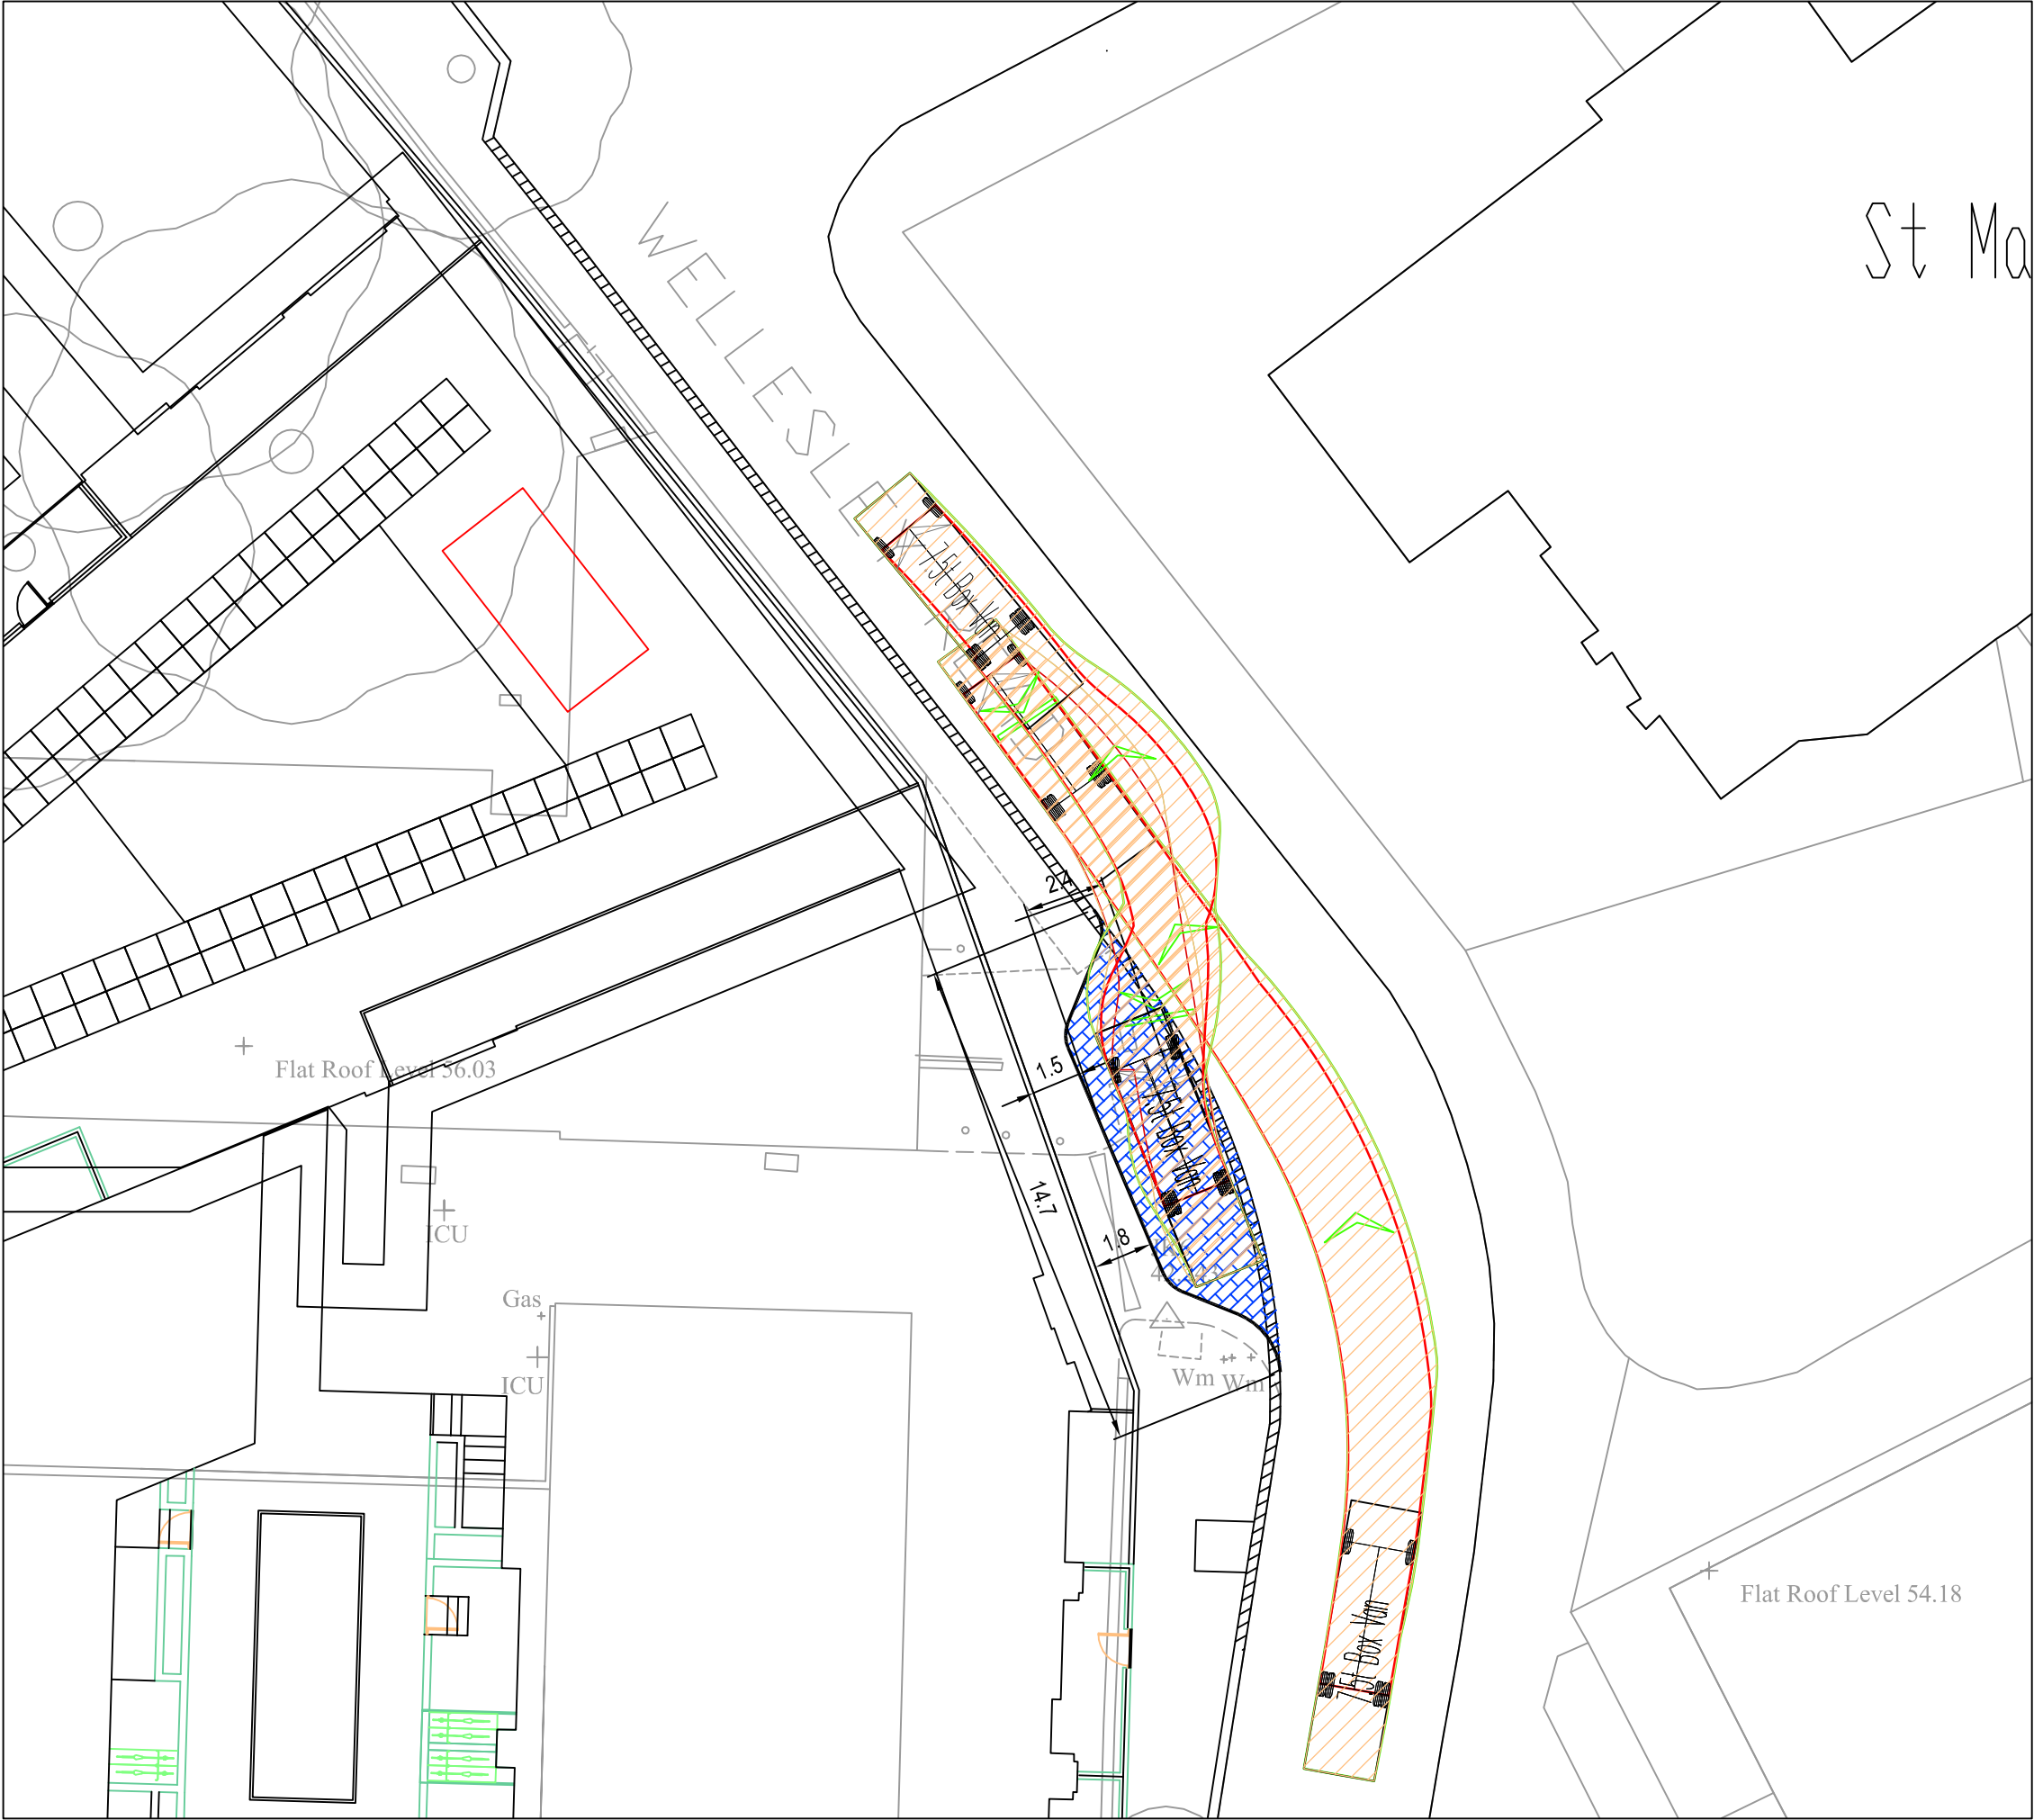 St Ma
WELLESLEY
7.5t Box Van
2.4
Flat Roof Level 56.03
1.5
7.5t Box Van
14.7
ICU
1.8
Gas
ICU
Wm Wm
Flat Roof Level 54.18
7.5t Box Van